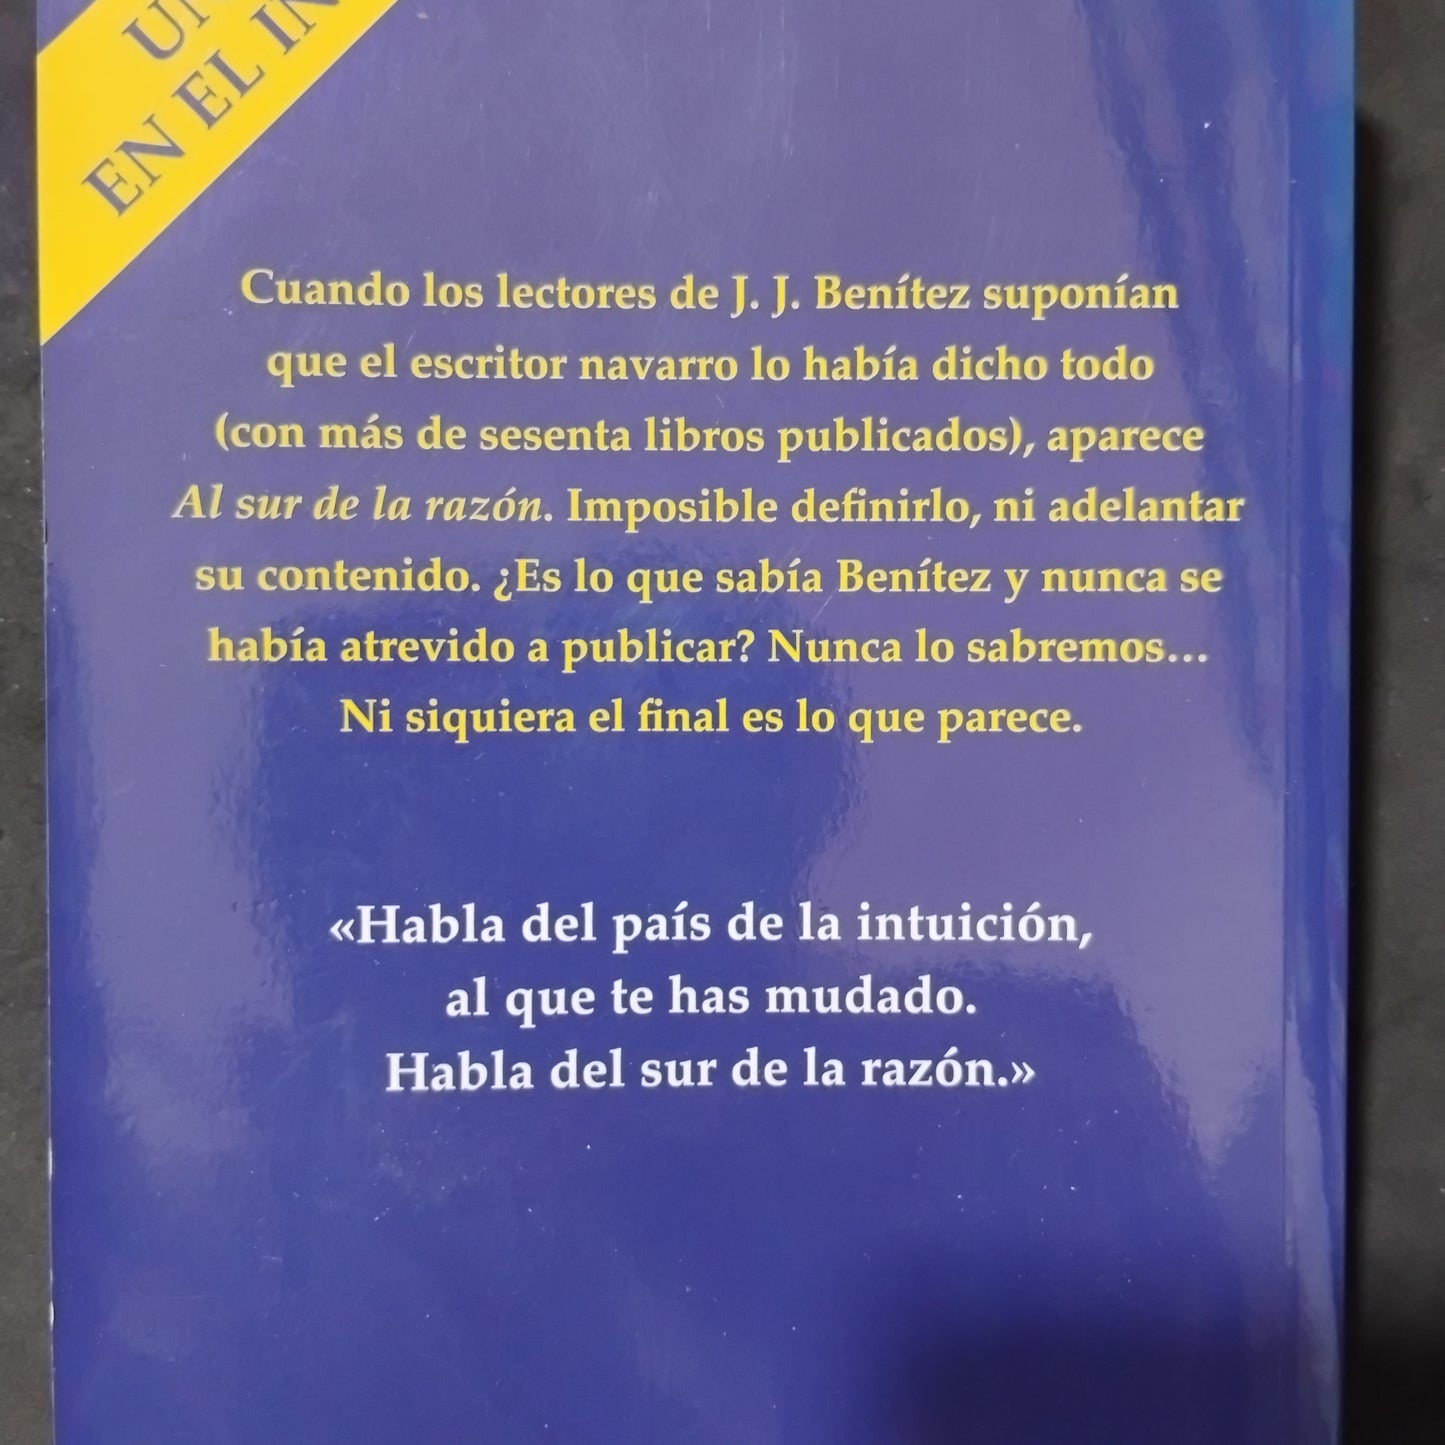 EN EL
Cuando los lectores de J. J. Benítez suponían
que el escritor navarro lo había dicho todo
(con más de sesenta libros publicados), aparece
Al sur de la razón. Imposible definirlo, ni adelantar
su contenido. ¿Es lo que sabía Benítez y nunca se
había atrevido a publicar? Nunca lo sabremos...
Ni siquiera el final es lo que parece.
«Habla del país de la intuición,
al que te has mudado.
Habla del sur de la razón.»